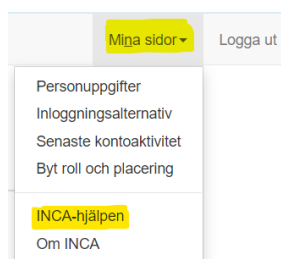 Mina sidor Logga ut
Personuppgifter
Inloggningsalternativ
Senaste kontoaktivitet
Byt roll och placering
INCA-hjälpen
Om INCA